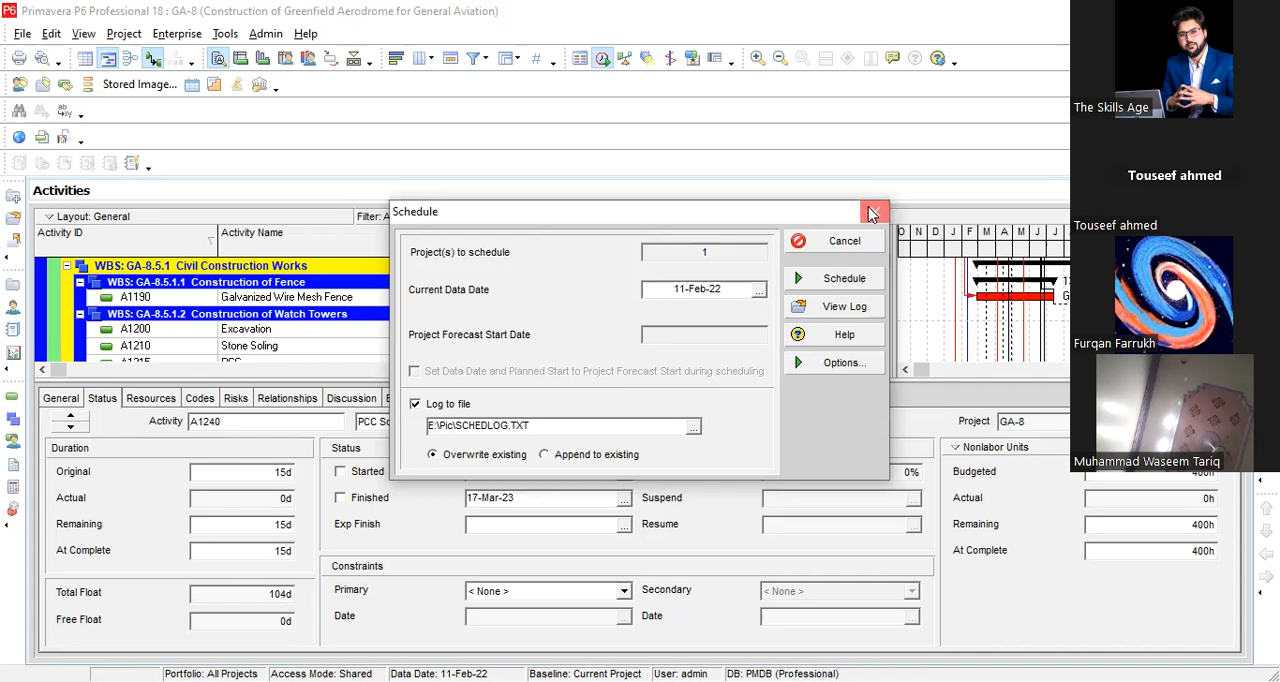 Primavera P6 Professional 18 : GA-8 (Construction of Greenfield Aerodrome for General Aviation)
File Edit View Project Enterprise Tools Admin Help
Stored Image...
Activities
Layout: General
Filter: A
Activity ID
Activity Name
O N D J F M A M J J
WBS: GA-8.5.1 Civil Construction Works
WBS: GA-8.5.1.1 Construction of Fence
A1190 Galvanized Wire Mesh Fence
WBS: GA-8.5.1.2 Construction of Watch Towers
A1200 Excavation
A1210 Stone Soling
A1215 PCC
Schedule
Project(s) to schedule 1
Current Data Date 11-Feb-22 ...
Project Forecast Start Date
Set Data Date and Planned Start to Project Forecast Start during scheduling
Log to file
E:\Pic\SCHEDLOG.TXT ...
Overwrite existing Append to existing
Cancel
Schedule
View Log
Help
Options...
General Status Resources Codes Risks Relationships Discussion
Activity A1240
Project GA-8
Duration
Original 15d
Actual 0d
Remaining 15d
At Complete 15d
Total Float 104d
Free Float 0d
Status
Started
0%
Finished 17-Mar-23 ... Suspend ...
Exp Finish ... Resume ...
Constraints
Primary < None > Secondary < None >
Date ... Date ...
Nonlabor Units
Budgeted 400h
Actual 0h
Remaining 400h
At Complete 400h
Portfolio: All Projects Access Mode: Shared Data Date: 11-Feb-22 Baseline: Current Project User: admin DB: PMDB (Professional)
The Skills Age
Touseef ahmed
Touseef ahmed
Furqan Farrukh
Muhammad Waseem Tariq